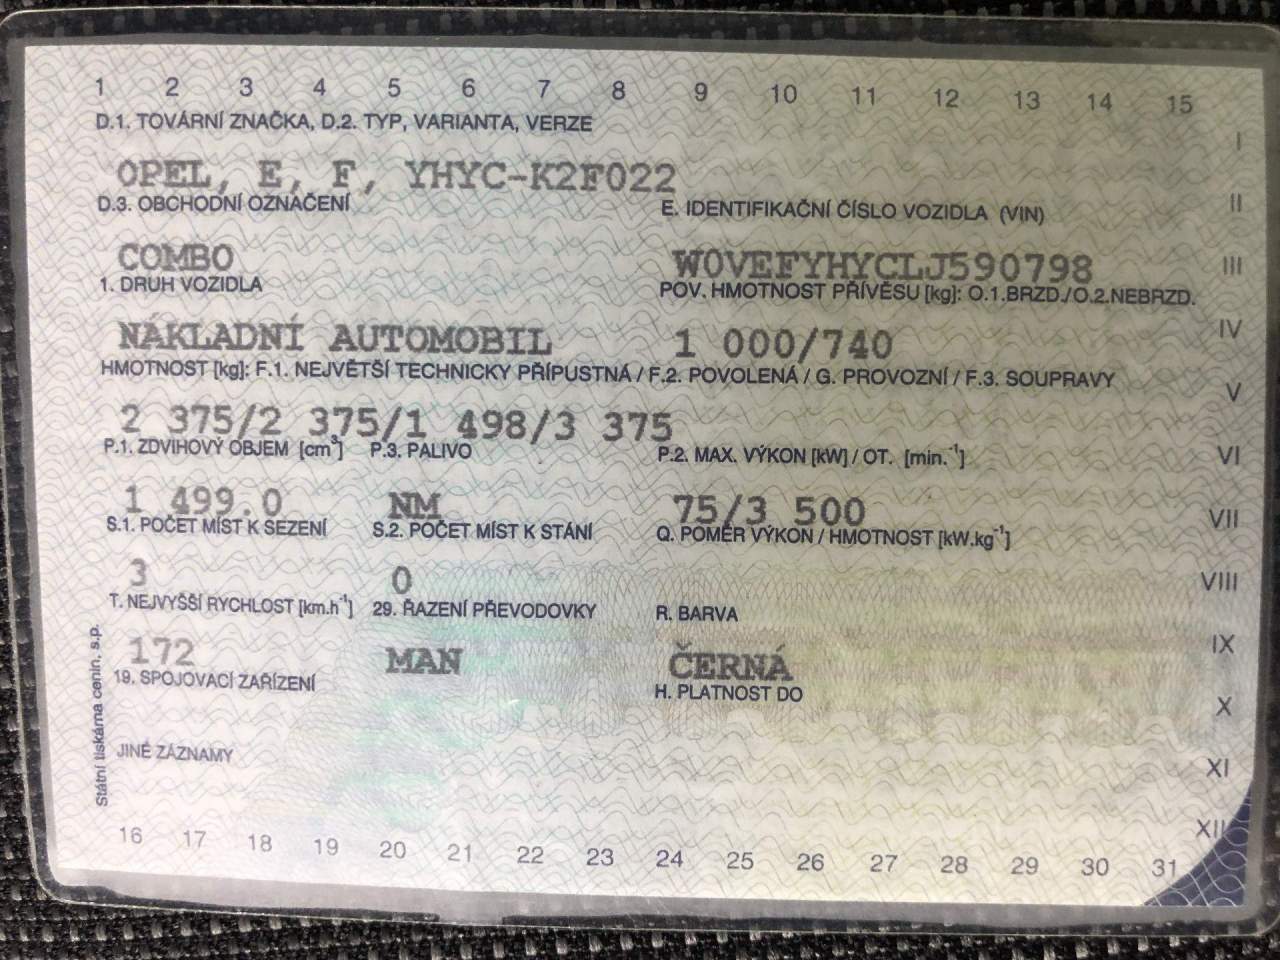 1 2 3 4 5 6 7 8 9 10 11 12 13 14 15
D.1. TOVÁRNÍ ZNAČKA, D.2. TYP, VARIANTA, VERZE
I
OPEL, E, F, YHYC-K2F022
D.3. OBCHODNÍ OZNAČENÍ E. IDENTIFIKAČNÍ ČÍSLO VOZIDLA (VIN)
II
COMBO W0VEFYHYCLJ590798
III
1. DRUH VOZIDLA POV. HMOTNOST PŘÍVĚSU [kg]: O.1.BRZD./O.2.NEBRZD.
NÁKLADNÍ AUTOMOBIL 1 000/740
IV
HMOTNOST [kg]: F.1. NEJVĚTŠÍ TECHNICKY PŘÍPUSTNÁ / F.2. POVOLENÁ / G. PROVOZNÍ / F.3. SOUPRAVY
V
2 375/2 375/1 498/3 375
P.1. ZDVIHOVÝ OBJEM [cm³] P.3. PALIVO P.2. MAX. VÝKON [kW] / OT. [min.⁻¹]
VI
1 499.0 NM 75/3 500
VII
S.1. POČET MÍST K SEZENÍ S.2. POČET MÍST K STÁNÍ Q. POMĚR VÝKON / HMOTNOST [kW.kg⁻¹]
3 0
VIII
T. NEJVYŠŠÍ RYCHLOST [km.h⁻¹] 29. ŘAZENÍ PŘEVODOVKY R. BARVA
IX
172 MAN ČERNÁ
19. SPOJOVACÍ ZAŘÍZENÍ H. PLATNOST DO
X
JINÉ ZÁZNAMY
XI
Státní tiskárna cenin, s.p.
XII
16 17 18 19 20 21 22 23 24 25 26 27 28 29 30 31